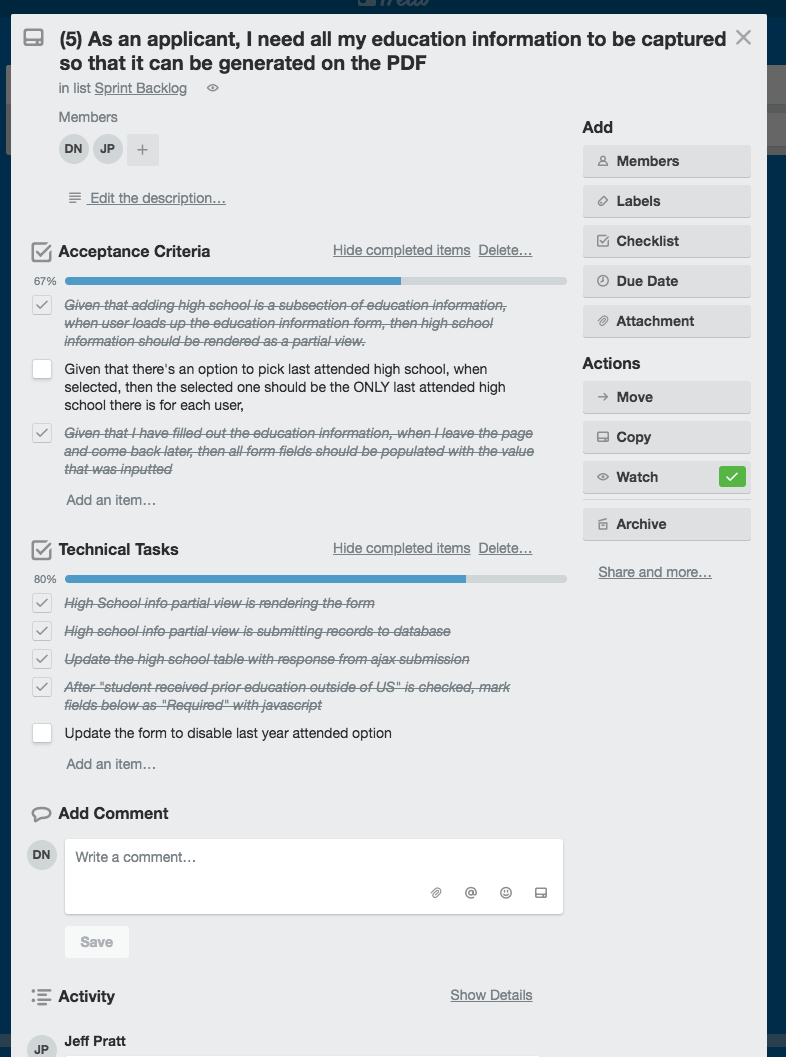 (5) As an applicant, I need all my education information to be captured
so that it can be generated on the PDF
in list Sprint Backlog
Members
DN JP +
Edit the description…
Acceptance Criteria Hide completed items Delete…
67%
Given that adding high school is a subsection of education information,
when user loads up the education information form, then high school
information should be rendered as a partial view.
Given that there's an option to pick last attended high school, when
selected, then the selected one should be the ONLY last attended high
school there is for each user,
Given that I have filled out the education information, when I leave the page
and come back later, then all form fields should be populated with the value
that was inputted
Add an item…
Technical Tasks Hide completed items Delete…
80%
High School info partial view is rendering the form
High school info partial view is submitting records to database
Update the high school table with response from ajax submission
After "student received prior education outside of US" is checked, mark
fields below as "Required" with javascript
Update the form to disable last year attended option
Add an item…
Add Comment
DN
Write a comment…
@
Save
Activity Show Details
JP
Jeff Pratt
Add
Members
Labels
Checklist
Due Date
Attachment
Actions
Move
Copy
Watch
Archive
Share and more…